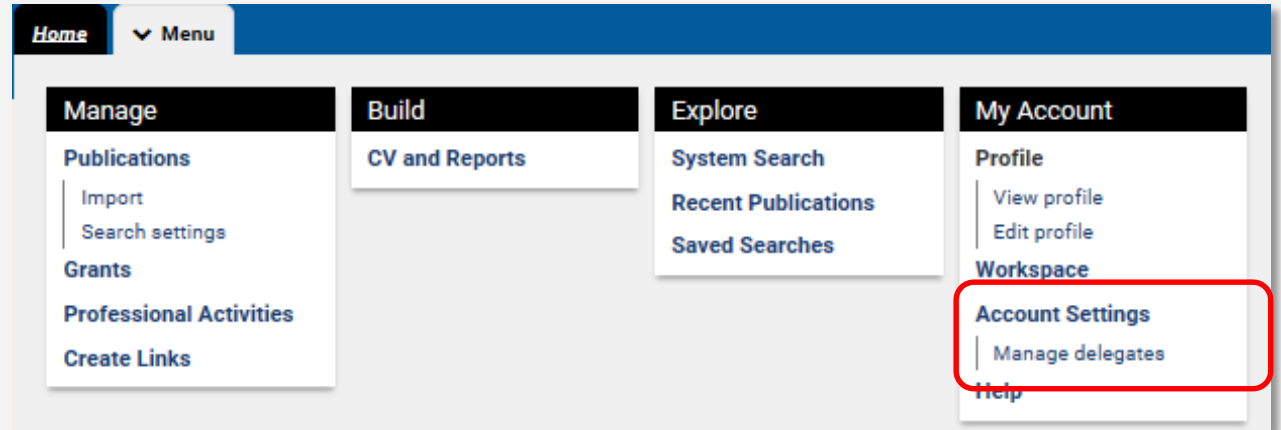 Home
Menu
Manage
Publications
Import
Search settings
Grants
Professional Activities
Create Links
Build
CV and Reports
Explore
System Search
Recent Publications
Saved Searches
My Account
Profile
View profile
Edit profile
Workspace
Account Settings
Manage delegates
Help